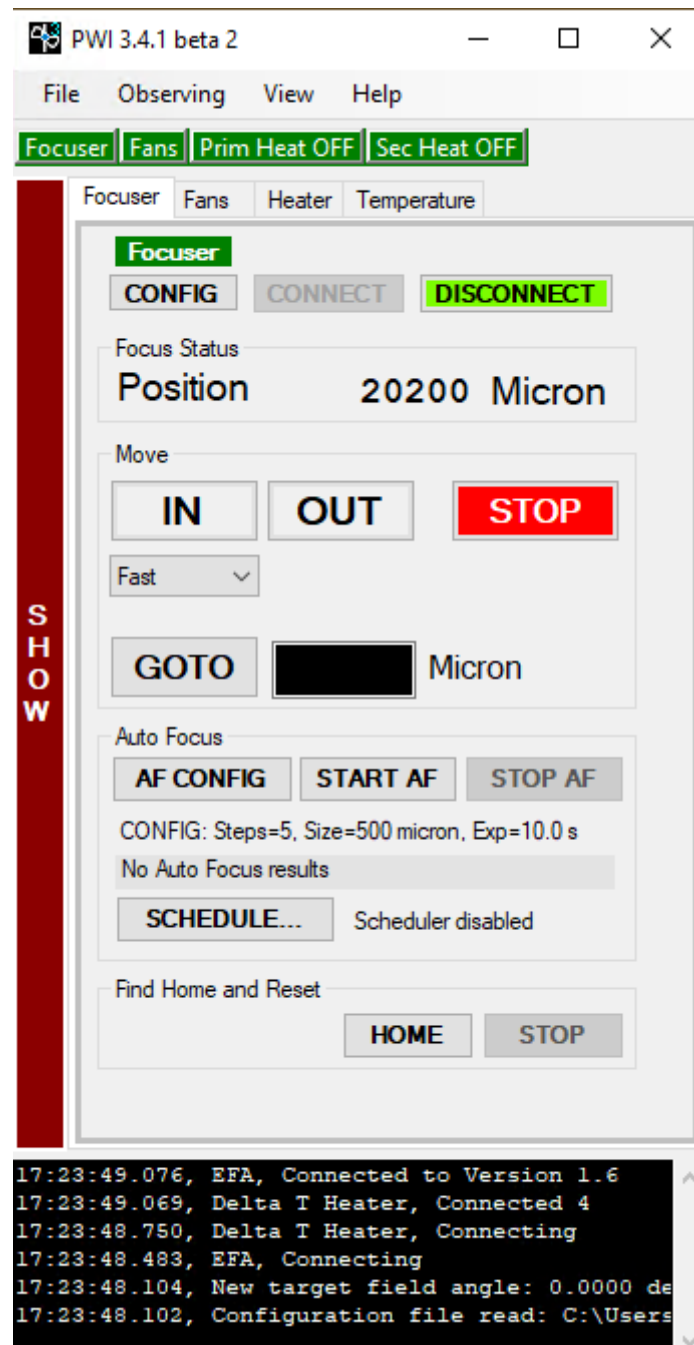 PWI 3.4.1 beta 2
File Observing View Help
Focuser Fans Prim Heat OFF Sec Heat OFF
Focuser Fans Heater Temperature
SHOW
Focuser
CONFIG CONNECT DISCONNECT
Focus Status
Position 20200 Micron
Move
IN OUT STOP
Fast
GOTO Micron
Auto Focus
AF CONFIG START AF STOP AF
CONFIG: Steps=5, Size=500 micron, Exp=10.0 s
No Auto Focus results
SCHEDULE... Scheduler disabled
Find Home and Reset
HOME STOP
17:23:49.076, EFA, Connected to Version 1.6
17:23:49.069, Delta T Heater, Connected 4
17:23:48.750, Delta T Heater, Connecting
17:23:48.483, EFA, Connecting
17:23:48.104, New target field angle: 0.0000 de
17:23:48.102, Configuration file read: C:\Users